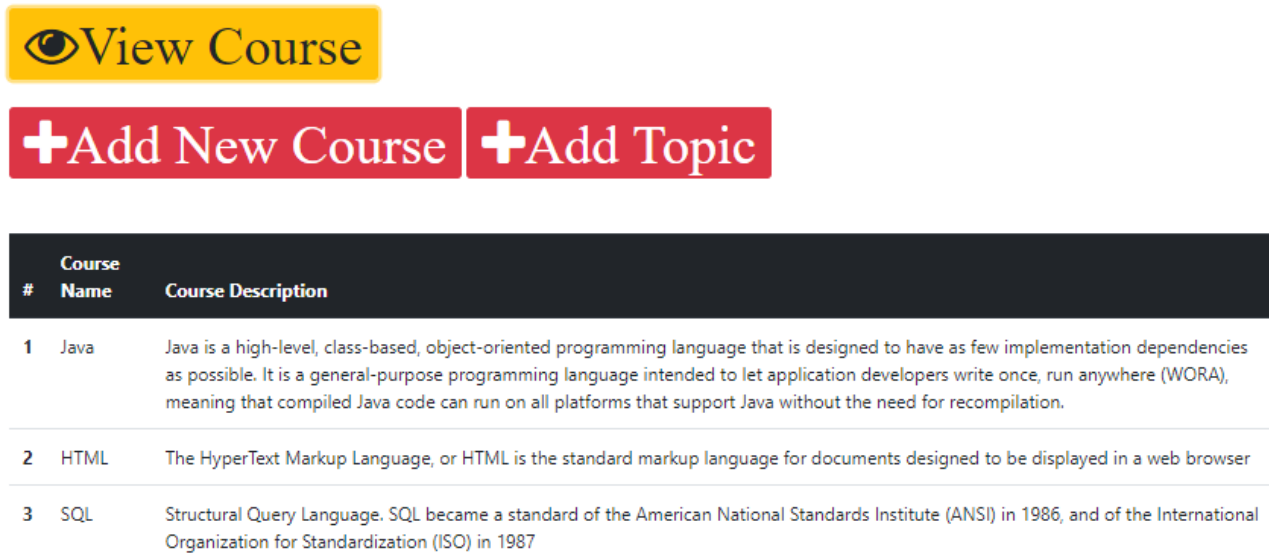 View Course
Add New Course Add Topic
# Course Name Course Description
1 Java Java is a high-level, class-based, object-oriented programming language that is designed to have as few implementation dependencies
as possible. It is a general-purpose programming language intended to let application developers write once, run anywhere (WORA),
meaning that compiled Java code can run on all platforms that support Java without the need for recompilation.
2 HTML The HyperText Markup Language, or HTML is the standard markup language for documents designed to be displayed in a web browser
3 SQL Structural Query Language. SQL became a standard of the American National Standards Institute (ANSI) in 1986, and of the International
Organization for Standardization (ISO) in 1987